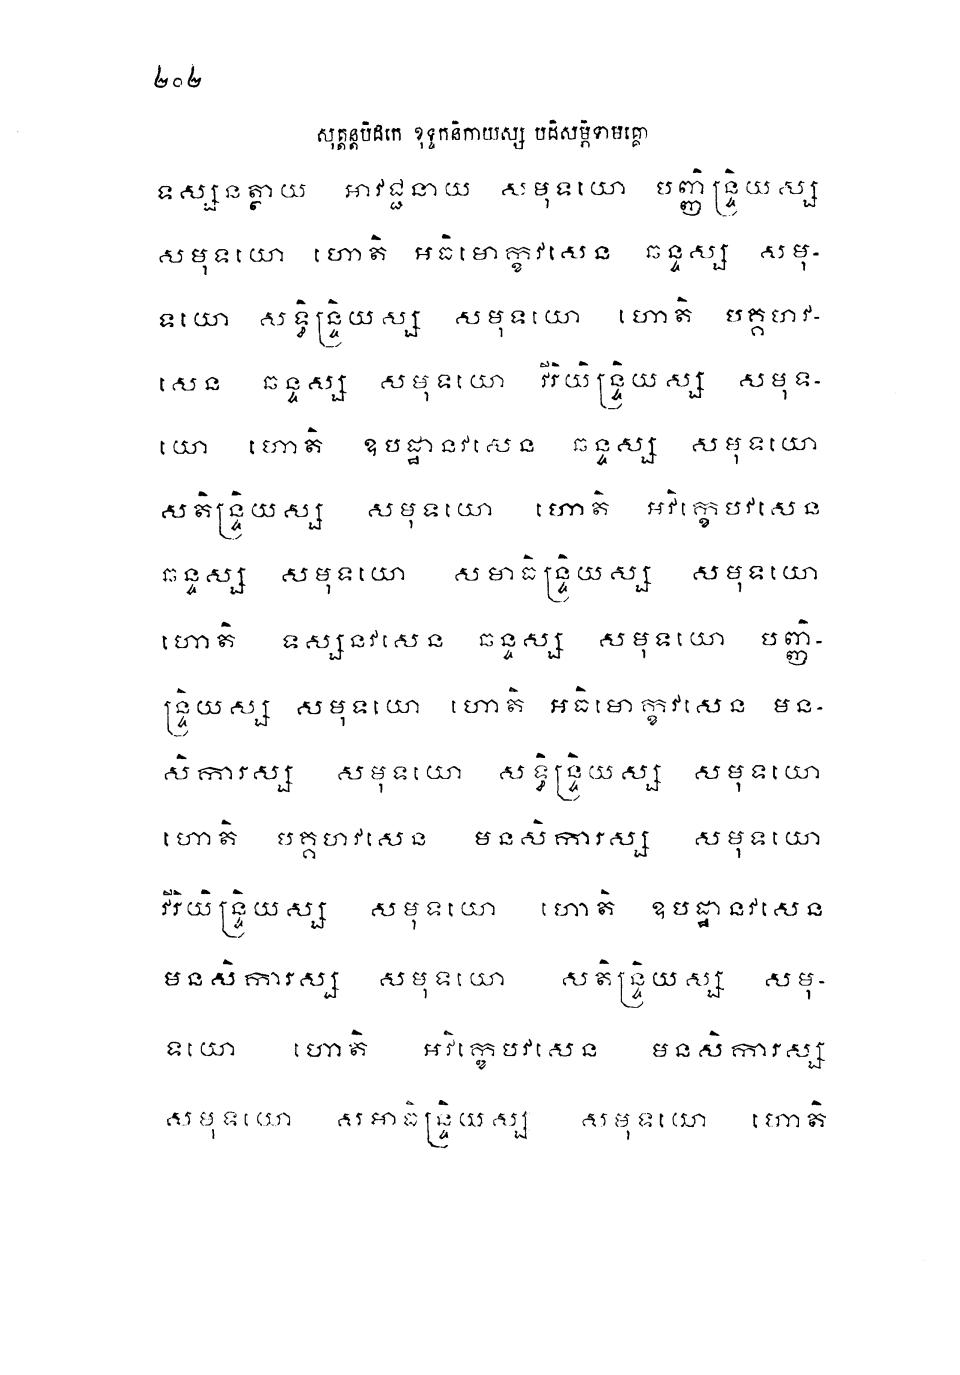 ២០២
សុត្តន្តបិដកេ ខុទ្ទកនិកាយស្ស បដិសម្ភិទាមគ្គោ
ទស្សនត្ថាយ អាវជ្ជនាយ សមុទយោ បញ្ញិន្ទ្រិយស្ស
សមុទយោ ហោតិ អធិមោក្ខវសេន ឆន្ទស្ស សមុ-
ទយោ សទ្ធិន្ទ្រិយស្ស សមុទយោ ហោតិ បគ្គហវ-
សេន ឆន្ទស្ស សមុទយោ វីរិយិន្ទ្រិយស្ស សមុទ-
យោ ហោតិ ឧបដ្ឋានវសេន ឆន្ទស្ស សមុទយោ
សតិន្ទ្រិយស្ស សមុទយោ ហោតិ អវិក្ខេបវសេន
ឆន្ទស្ស សមុទយោ សមាធិន្ទ្រិយស្ស សមុទយោ
ហោតិ ទស្សនវសេន ឆន្ទស្ស សមុទយោ បញ្ញិ-
ន្ទ្រិយស្ស សមុទយោ ហោតិ អធិមោក្ខវសេន មន-
សិការស្ស សមុទយោ សទ្ធិន្ទ្រិយស្ស សមុទយោ
ហោតិ បគ្គហវសេន មនសិការស្ស សមុទយោ
វីរិយិន្ទ្រិយស្ស សមុទយោ ហោតិ ឧបដ្ឋានវសេន
មនសិការស្ស សមុទយោ សតិន្ទ្រិយស្ស សមុ-
ទយោ ហោតិ អវិក្ខេបវសេន មនសិការស្ស
សមុទយោ សមាធិន្ទ្រិយស្ស សមុទយោ ហោតិ